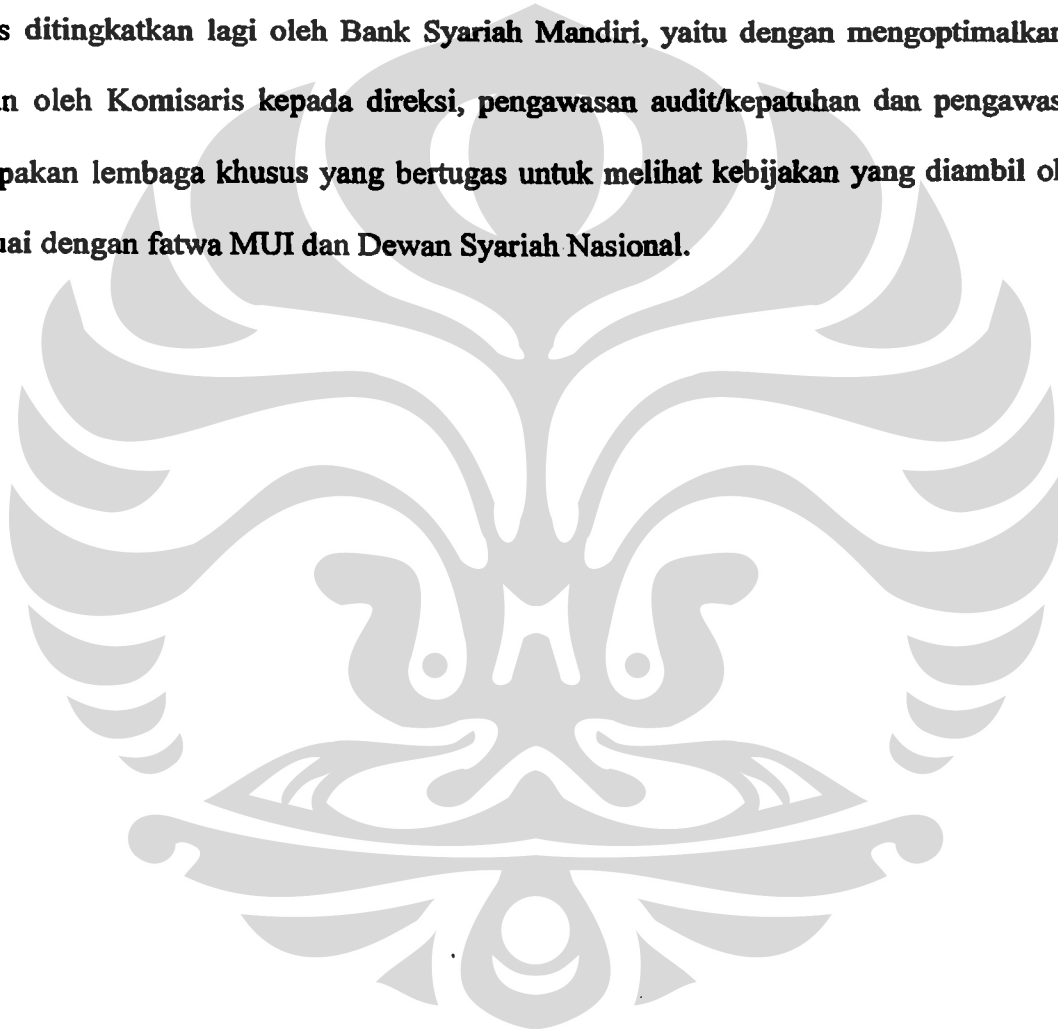 s ditingkatkan lagi oleh Bank Syariah Mandiri, yaitu dengan mengoptimalkan
n oleh Komisaris kepada direksi, pengawasan audit/kepatuhan dan pengawas
pakan lembaga khusus yang bertugas untuk melihat kebijakan yang diambil ol
uai dengan fatwa MUI dan Dewan Syariah Nasional.